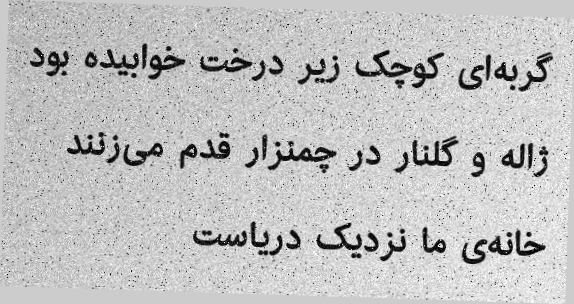 گربه‌ای کوچک زیر درخت خوابیده بود
ژاله و گلنار در چمنزار قدم می‌زنند
خانه‌ی ما نزدیک دریاست